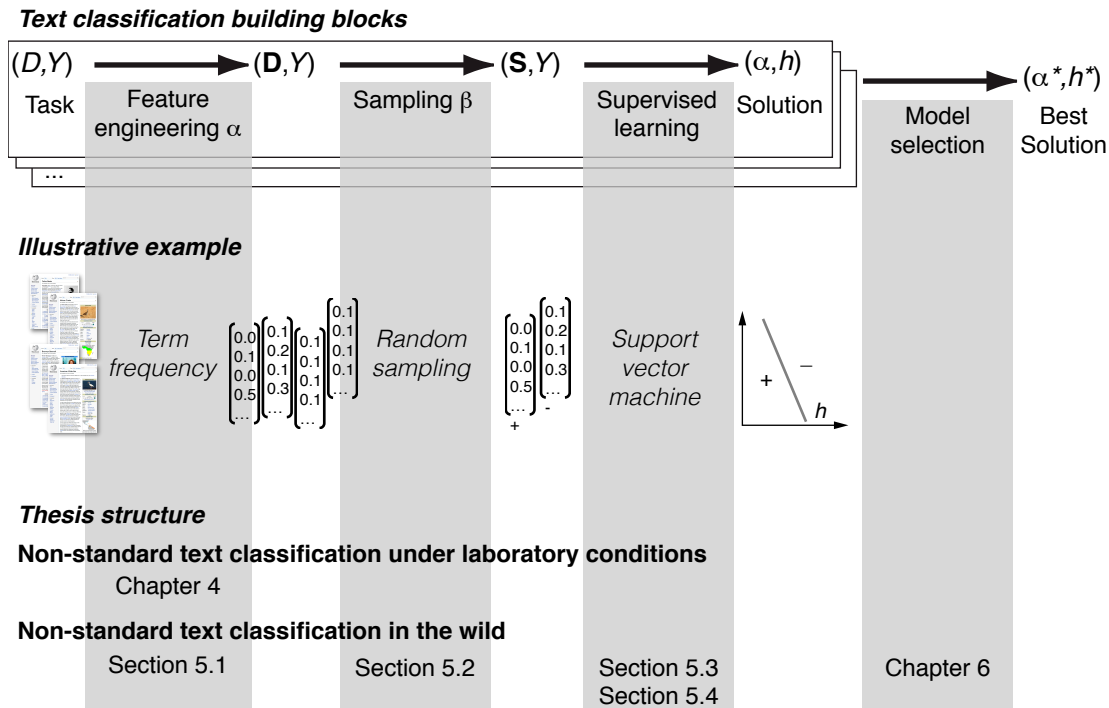 Text classification building blocks
(D,Y) (D,Y) (S,Y) (α,h) (α*,h*)
Task Feature engineering α Sampling β Supervised learning Solution Model selection Best Solution
...
Illustrative example
Term frequency
0.0
0.1
0.0
0.5
...
0.1
0.2
0.1
0.3
...
0.1
0.1
0.1
0.1
...
0.1
0.1
0.1
0.1
...
Random sampling
0.0
0.1
0.0
0.5
...
+
0.1
0.2
0.1
0.3
...
-
Support vector machine
+ – h
Thesis structure
Non-standard text classification under laboratory conditions
Chapter 4
Non-standard text classification in the wild
Section 5.1 Section 5.2 Section 5.3 Chapter 6
Section 5.4